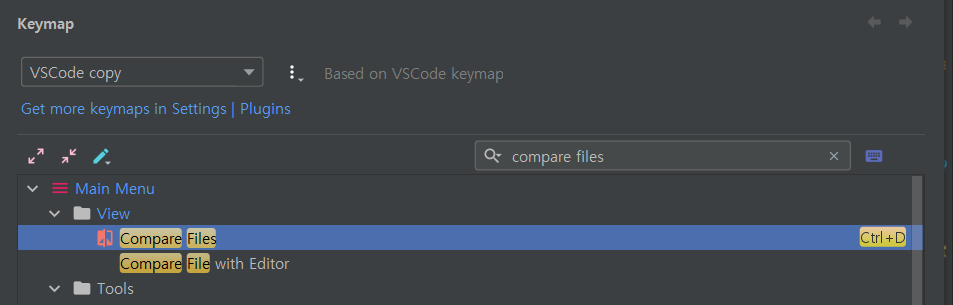 Keymap
VSCode copy Based on VSCode keymap
Get more keymaps in Settings | Plugins
compare files
Main Menu
View
Compare Files Ctrl+D
Compare File with Editor
Tools